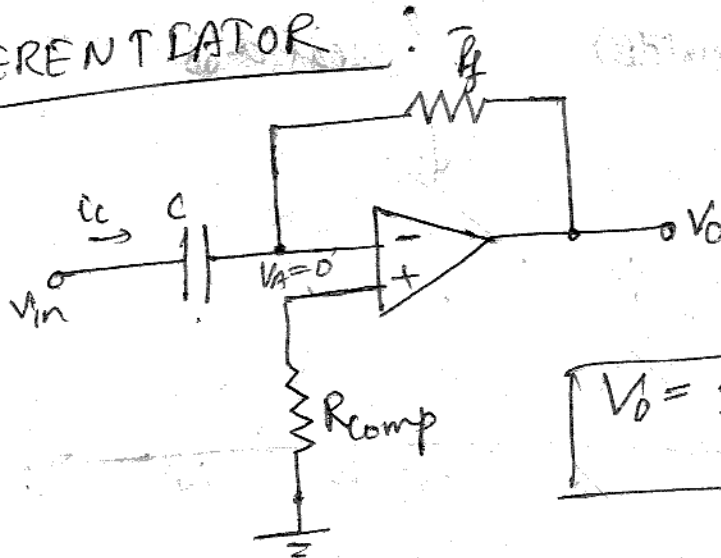 ERENTIATOR :
Rf
ic
C
Vin
VA=0
-
+
Vo
Rcomp
Vo =